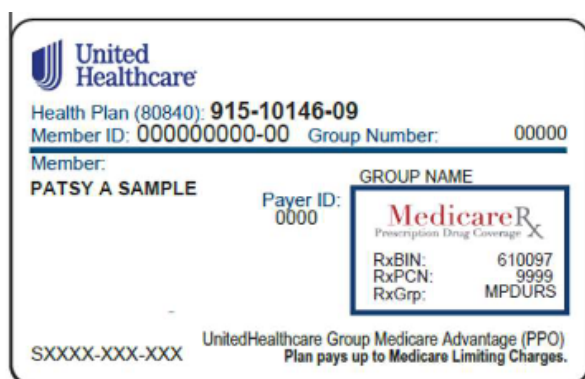 United
Healthcare
Health Plan (80840): 915-10146-09
Member ID: 000000000-00 Group Number: 00000
Member:
PATSY A SAMPLE
GROUP NAME
Payer ID:
0000
MedicareRx
Prescription Drug Coverage
RxBIN: 610097
RxPCN: 9999
RxGrp: MPDURS
SXXXX-XXX-XXX
UnitedHealthcare Group Medicare Advantage (PPO)
Plan pays up to Medicare Limiting Charges.